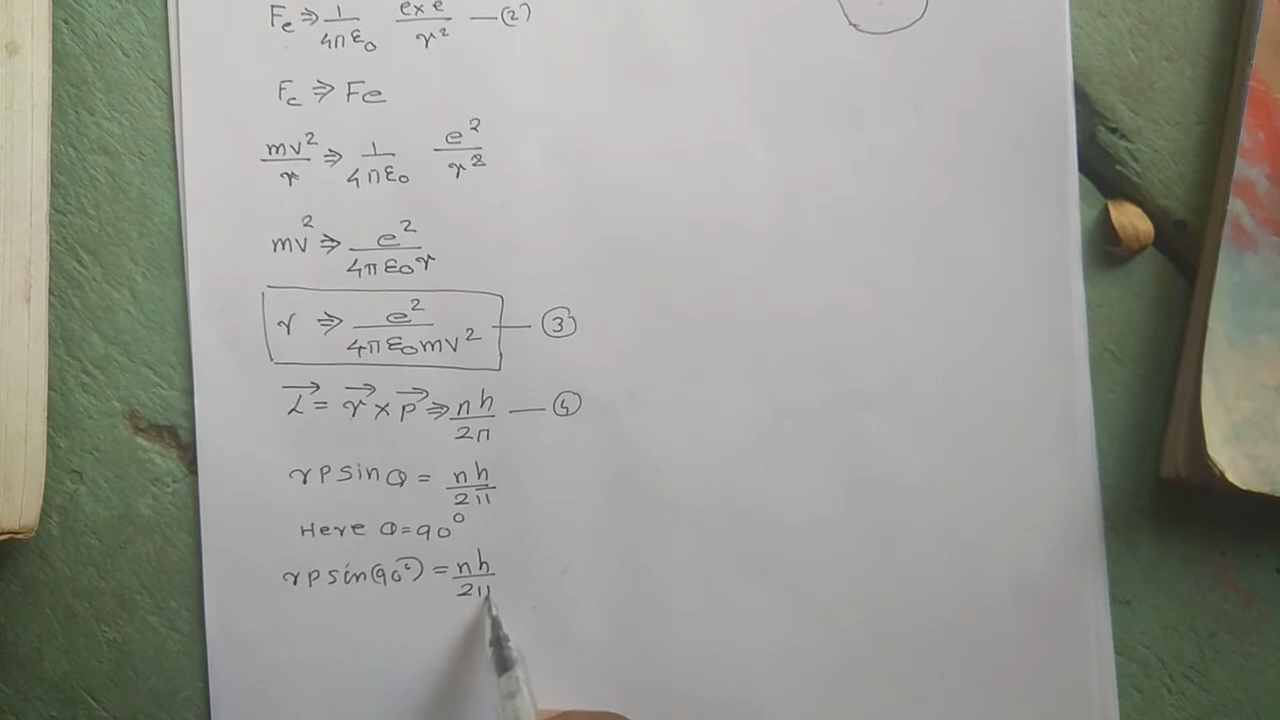 Fe ⇒ 1/4πε₀ e×e/r² —(2)
Fc ⇒ Fe
mv²/r ⇒ 1/4πε₀ e²/r²
mv² ⇒ e²/4πε₀r
r ⇒ e²/4πε₀mv² — ③
L⃗ = r⃗ × p⃗ ⇒ nh/2π — ④
rp sinθ = nh/2π
Here θ=90°
rp sin(90°) = nh/2π